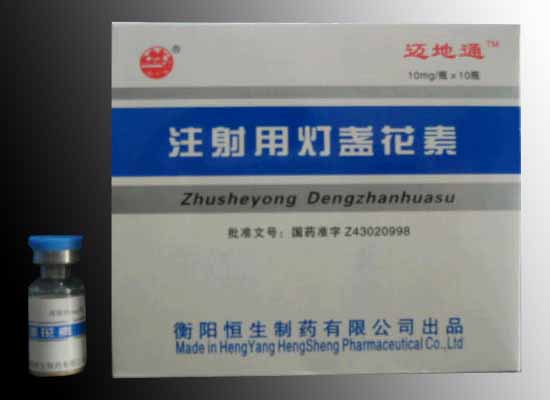 迈地通™
10mg/瓶 x 10瓶
注射用灯盏花素
Zhusheyong Dengzhanhuasu
批准文号：国药准字 Z43020998
衡阳恒生制药有限公司出品
Made in HengYang HengSheng Pharmaceutical Co.,Ltd
花素